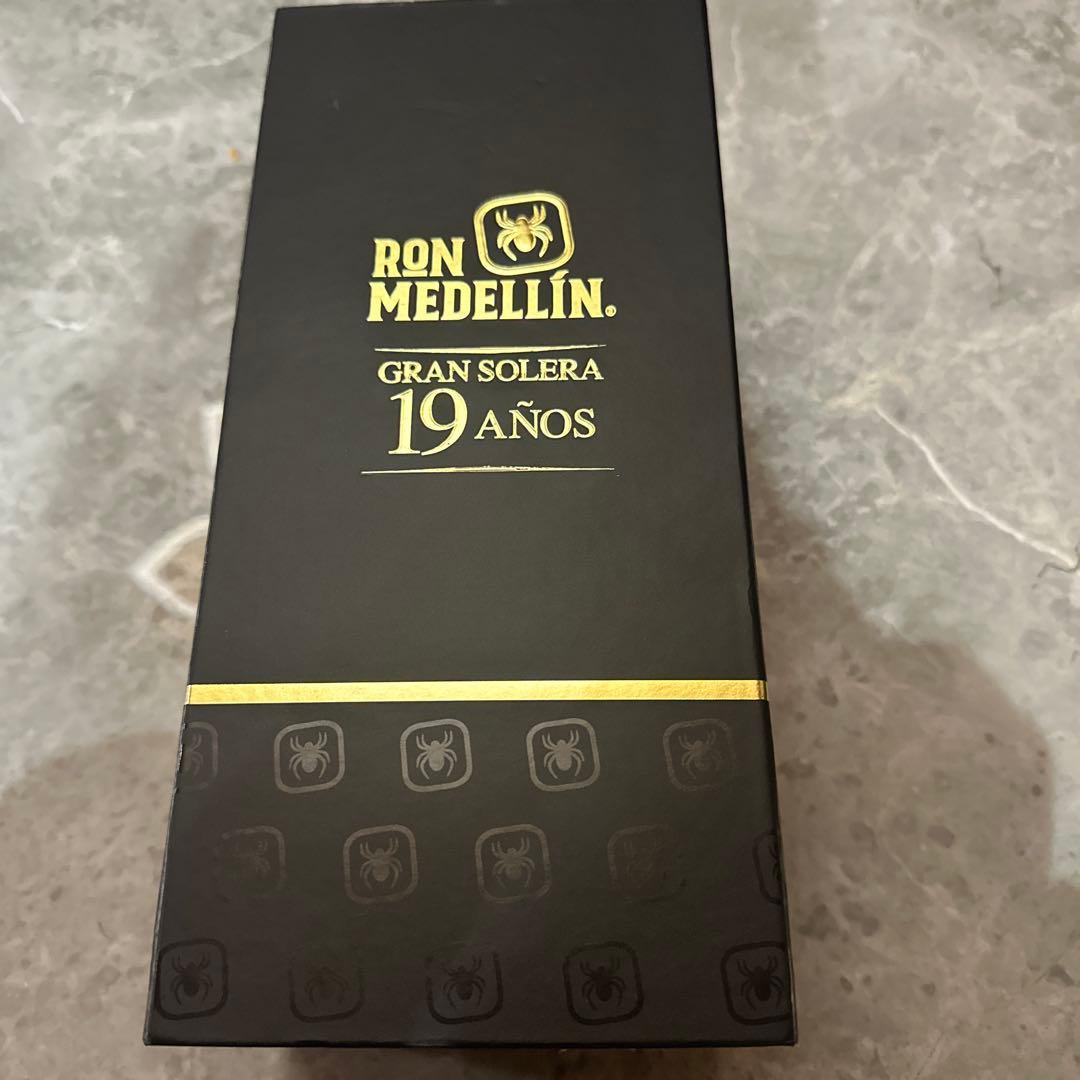 RON
MEDELLÍN®
GRAN SOLERA
19 AÑOS